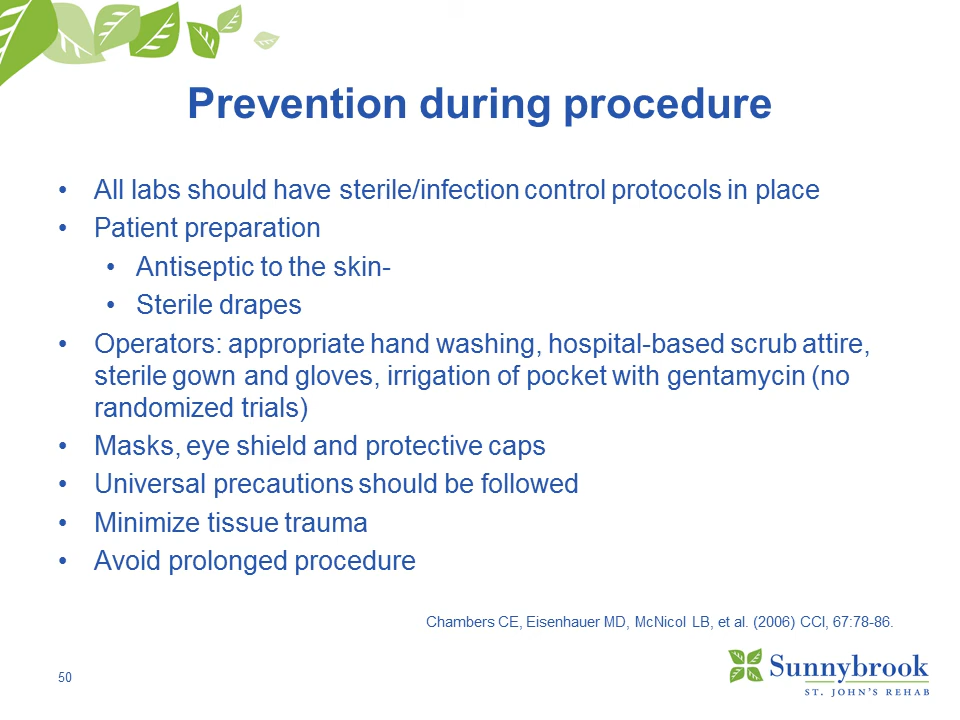 Prevention during procedure
• All labs should have sterile/infection control protocols in place
• Patient preparation
• Antiseptic to the skin-
• Sterile drapes
• Operators: appropriate hand washing, hospital-based scrub attire,
sterile gown and gloves, irrigation of pocket with gentamycin (no
randomized trials)
• Masks, eye shield and protective caps
• Universal precautions should be followed
• Minimize tissue trauma
• Avoid prolonged procedure
Chambers CE, Eisenhauer MD, McNicol LB, et al. (2006) CCI, 67:78-86.
50
Sunnybrook
ST. JOHN'S REHAB